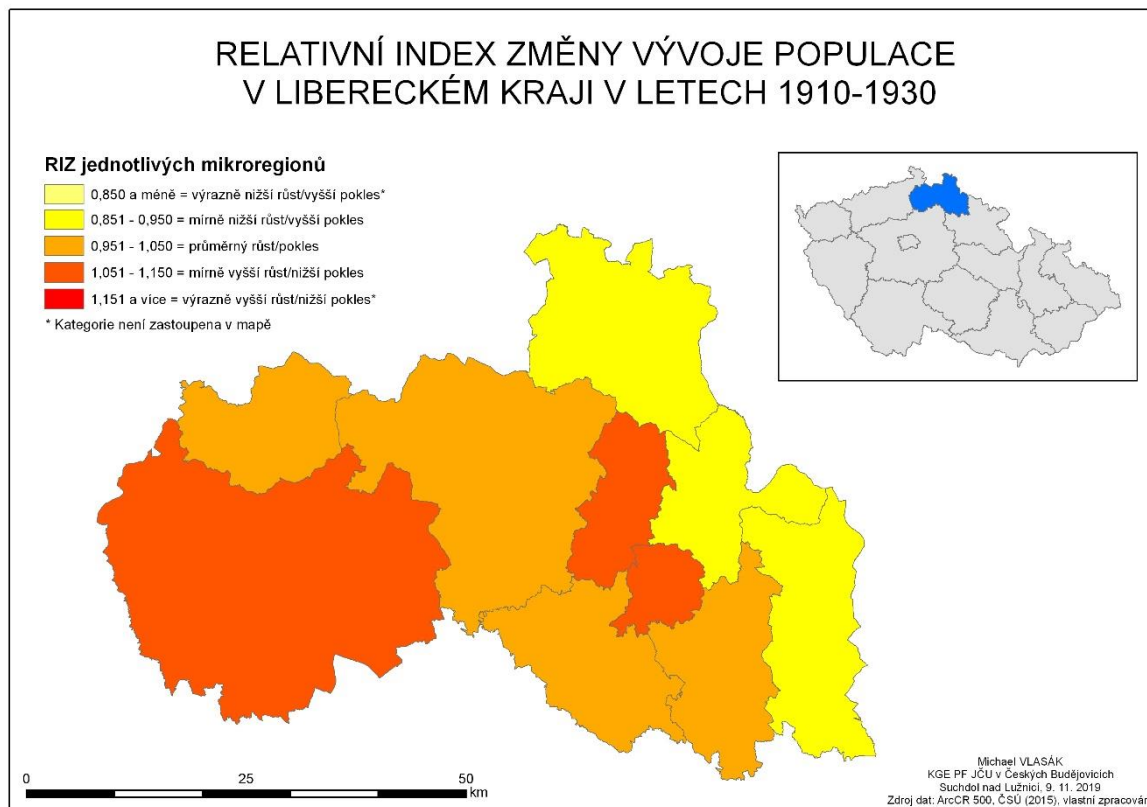 RELATIVNÍ INDEX ZMĚNY VÝVOJE POPULACE
V LIBERECKÉM KRAJI V LETECH 1910-1930
RIZ jednotlivých mikroregionů
0,850 a méně = výrazně nižší růst/vyšší pokles*
0,851 - 0,950 = mírně nižší růst/vyšší pokles
0,951 - 1,050 = průměrný růst/pokles
1,051 - 1,150 = mírně vyšší růst/nižší pokles
1,151 a více = výrazně vyšší růst/nižší pokles*
* Kategorie není zastoupena v mapě
0 25 50
km
Michael VLASÁK
KGE PF JČU v Českých Budějovicích
Suchdol nad Lužnicí, 9. 11. 2019
Zdroj dat: ArcCR 500, ČSÚ (2015), vlastní zpracován